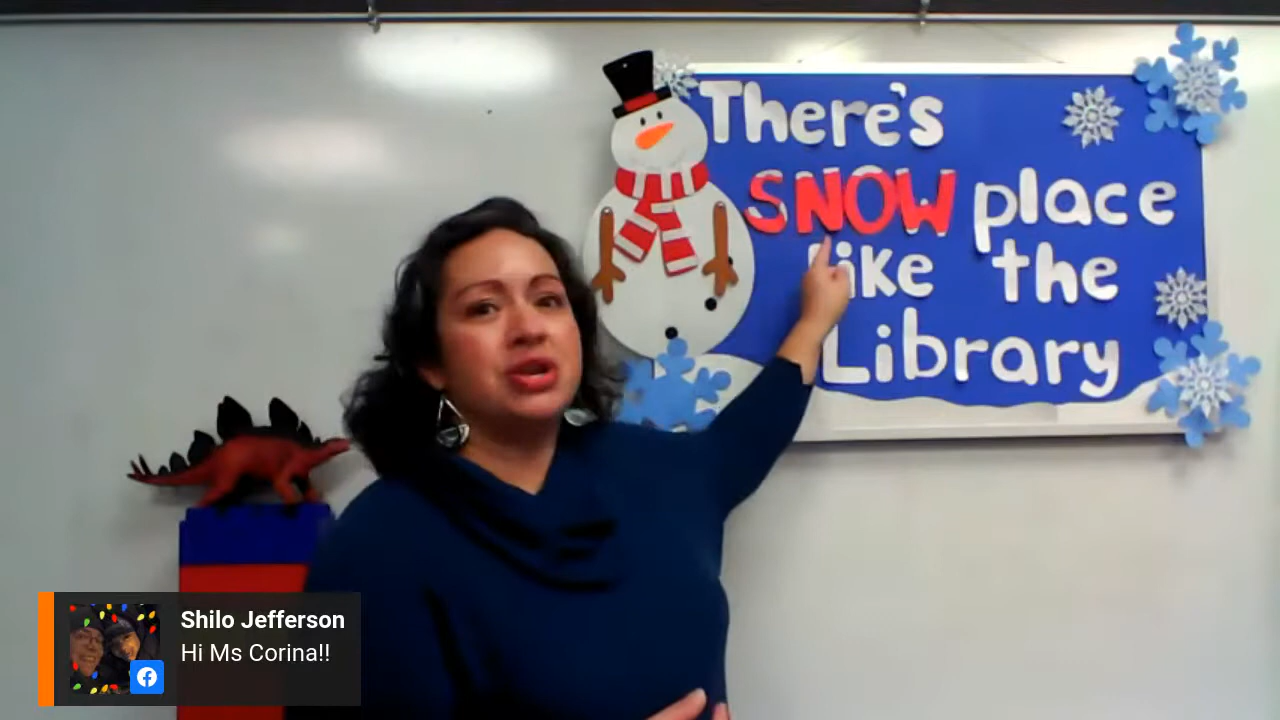 There's
SNOW place
like the
Library
Shilo Jefferson
Hi Ms Corina!!